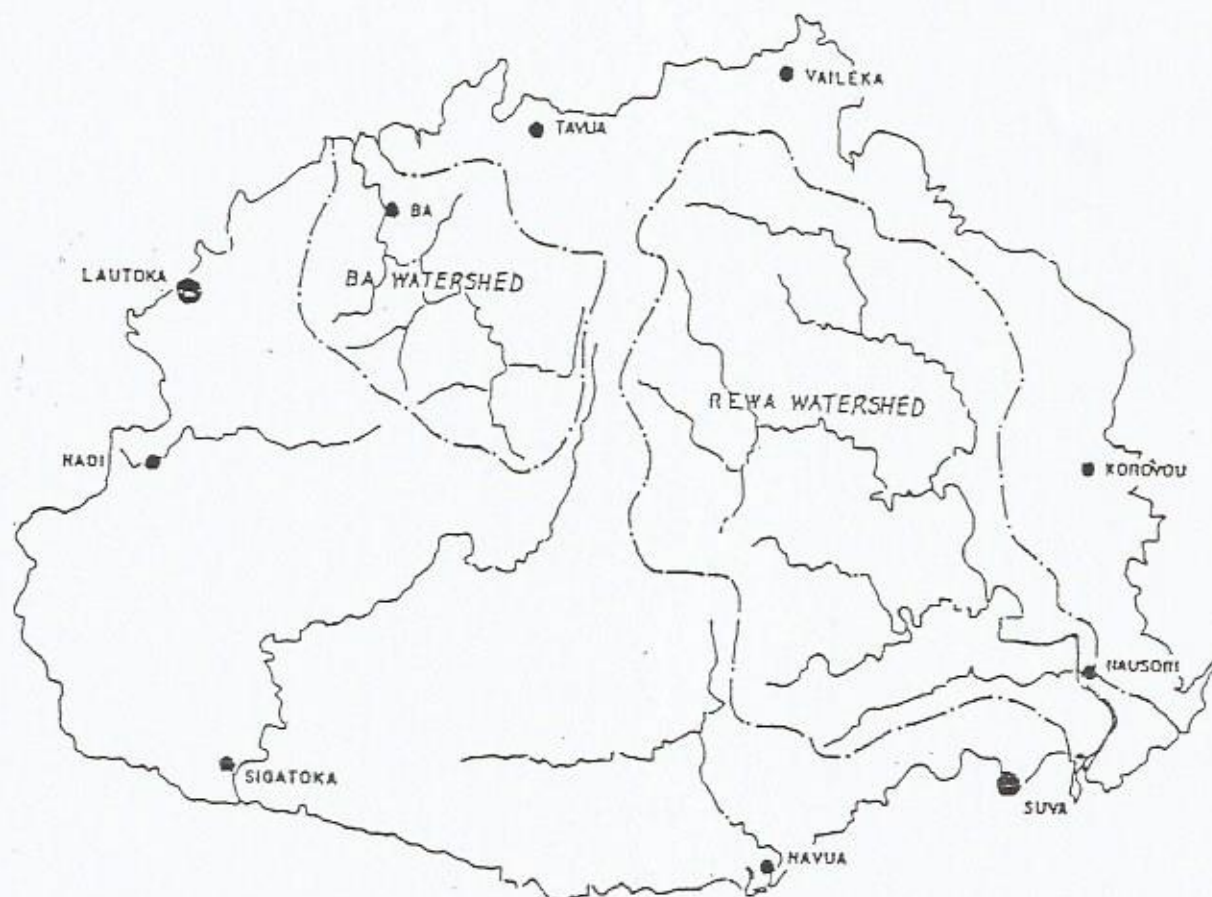 VAILEKA
TAVUA
BA
LAUTOKA
BA WATERSHED
REWA WATERSHED
NADI
KOROVOU
NAUSORI
SIGATOKA
SUVA
NAVUA